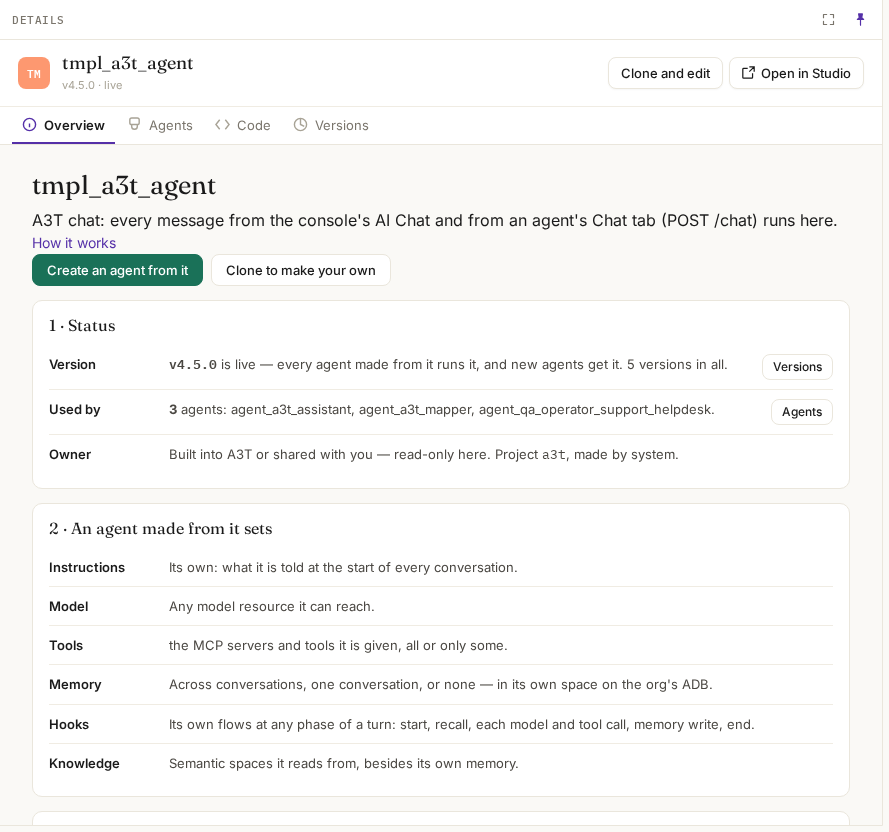 DETAILS
TM
tmpl_a3t_agent
v4.5.0 · live
Clone and edit
Open in Studio
Overview
Agents
Code
Versions
tmpl_a3t_agent
A3T chat: every message from the console's AI Chat and from an agent's Chat tab (POST /chat) runs here.
How it works
Create an agent from it
Clone to make your own
1 · Status
Version
v4.5.0 is live — every agent made from it runs it, and new agents get it. 5 versions in all.
Versions
Used by
3 agents: agent_a3t_assistant, agent_a3t_mapper, agent_qa_operator_support_helpdesk.
Agents
Owner
Built into A3T or shared with you — read-only here. Project a3t, made by system.
2 · An agent made from it sets
Instructions
Its own: what it is told at the start of every conversation.
Model
Any model resource it can reach.
Tools
the MCP servers and tools it is given, all or only some.
Memory
Across conversations, one conversation, or none — in its own space on the org's ADB.
Hooks
Its own flows at any phase of a turn: start, recall, each model and tool call, memory write, end.
Knowledge
Semantic spaces it reads from, besides its own memory.